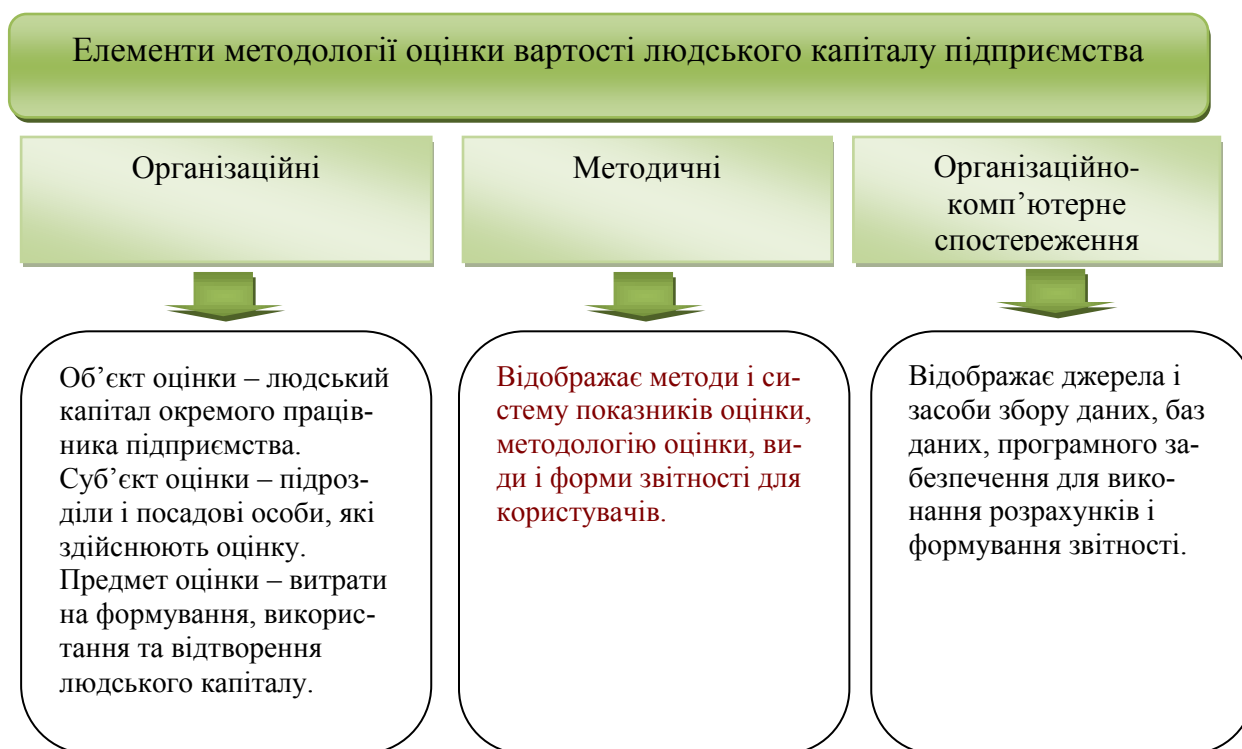 Елементи методології оцінки вартості людського капіталу підприємства
Організаційні
Методичні
Організаційно-
комп’ютерне
спостереження
Об’єкт оцінки – людський
капітал окремого праців-
ника підприємства.
Суб’єкт оцінки – підроз-
діли і посадові особи, які
здійснюють оцінку.
Предмет оцінки – витрати
на формування, викорис-
тання та відтворення
людського капіталу.
Відображає методи і си-
стему показників оцінки,
методологію оцінки, ви-
ди і форми звітності для
користувачів.
Відображає джерела і
засоби збору даних, баз
даних, програмного за-
безпечення для вико-
нання розрахунків і
формування звітності.